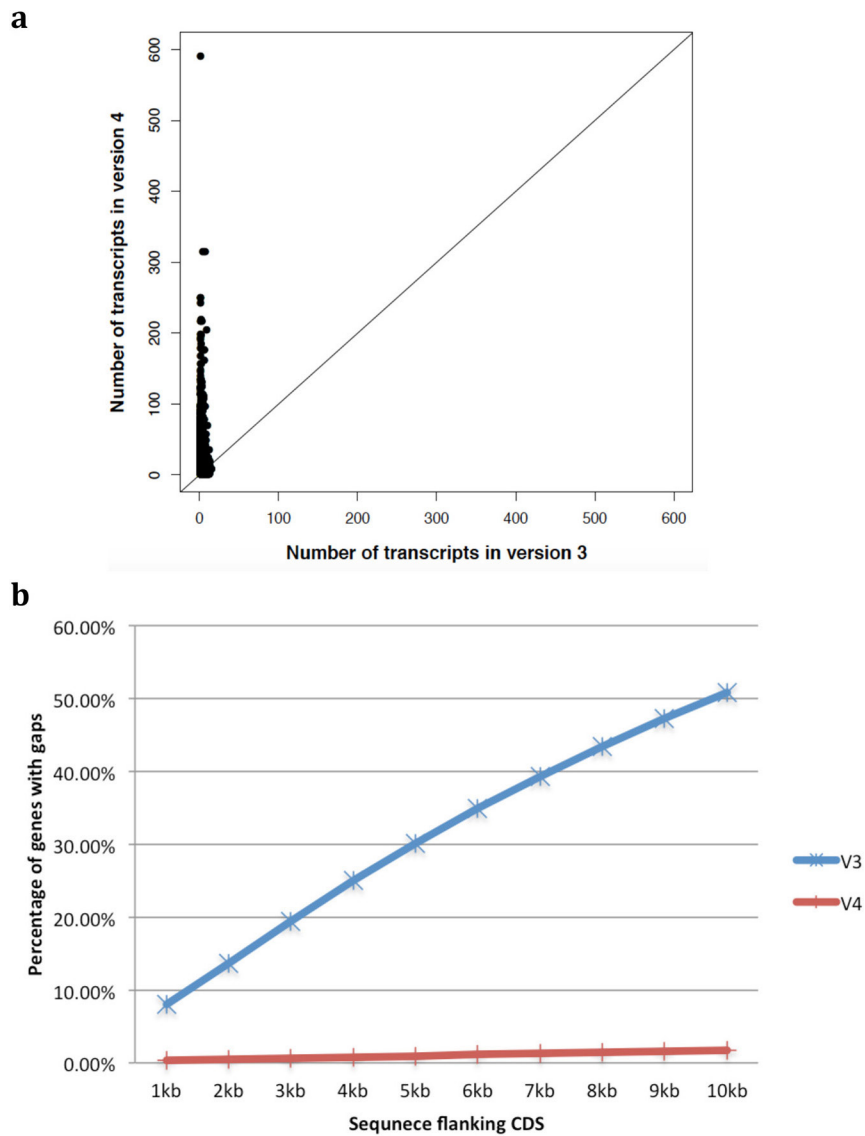 a
Number of transcripts in version 4
600
500
400
300
200
100
0
0 100 200 300 400 500 600
Number of transcripts in version 3
b
Percentage of genes with gaps
60.00%
50.00%
40.00%
30.00%
20.00%
10.00%
0.00%
1kb 2kb 3kb 4kb 5kb 6kb 7kb 8kb 9kb 10kb
Sequnece flanking CDS
V3
V4